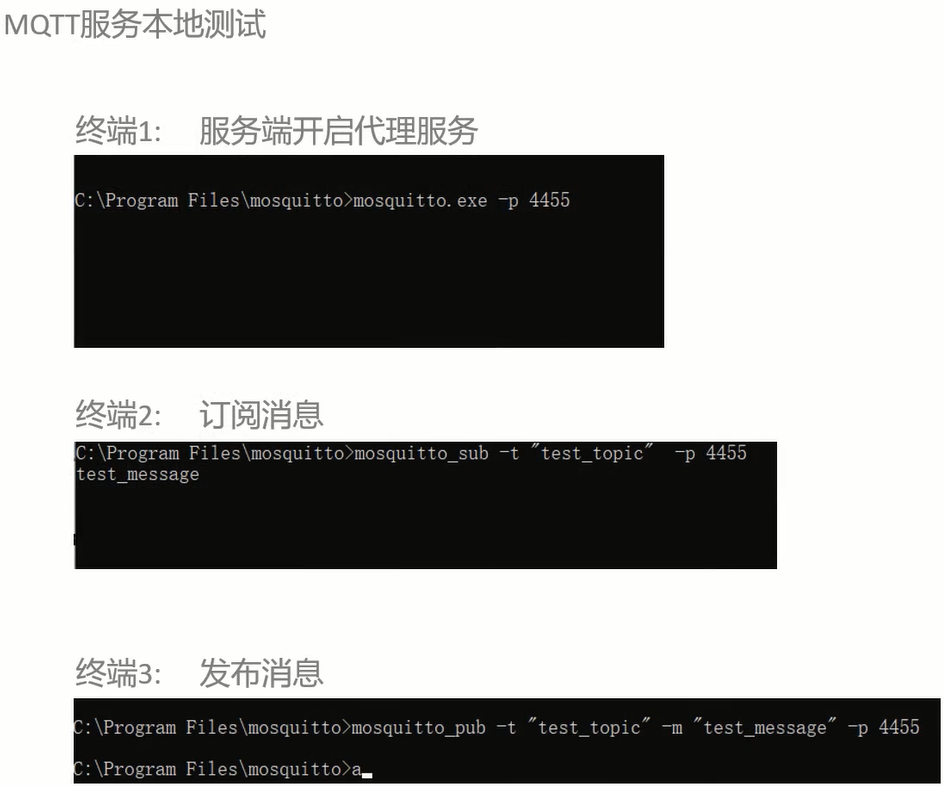 MQTT服务本地测试
终端1: 服务端开启代理服务
C:\Program Files\mosquitto>mosquitto.exe -p 4455
终端2: 订阅消息
C:\Program Files\mosquitto>mosquitto_sub -t "test_topic"  -p 4455
test_message
终端3: 发布消息
C:\Program Files\mosquitto>mosquitto_pub -t "test_topic" -m "test_message" -p 4455
C:\Program Files\mosquitto>a_